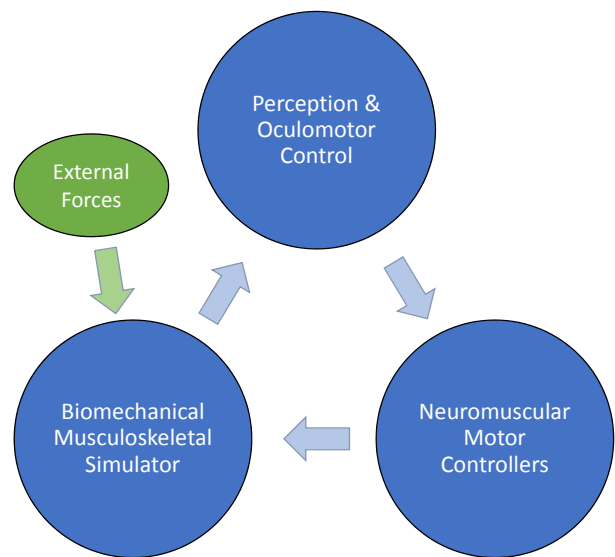 Perception &
Oculomotor
Control
External
Forces
Biomechanical
Musculoskeletal
Simulator
Neuromuscular
Motor
Controllers